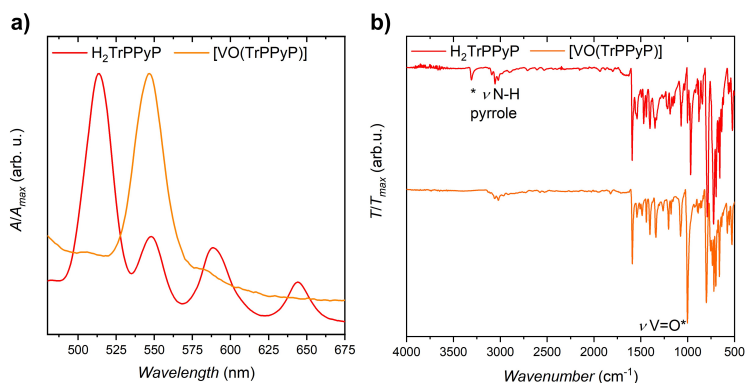 a)
H₂TrPPyP [VO(TrPPyP)]
A/Amax (arb. u.)
500 525 550 575 600 625 650 675
Wavelength (nm)
b)
H₂TrPPyP [VO(TrPPyP)]
* ν N-H
pyrrole
T/Tmax (arb.u.)
ν V=O*
4000 3500 3000 2500 2000 1500 1000 500
Wavenumber (cm⁻¹)